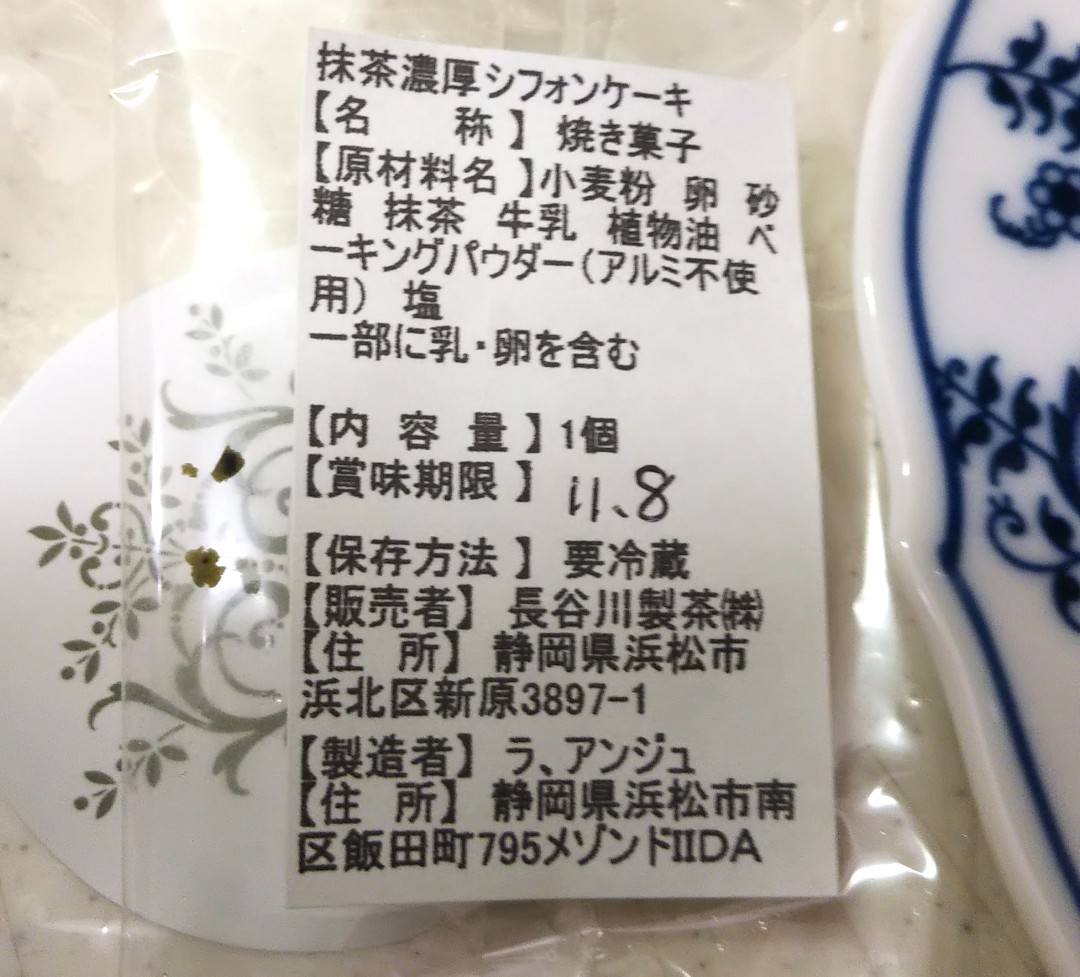 抹茶濃厚シフォンケーキ
【名　　称】 焼き菓子
【原材料名 】小麦粉 卵 砂
糖 抹茶 牛乳 植物油 ベ
ーキングパウダー（アルミ不使
用） 塩
一部に乳・卵を含む
【内 容 量 】1個
【賞味期限 】 11、8
【保存方法 】 要冷蔵
【販売者】 長谷川製茶㈱
【住　所】 静岡県浜松市
浜北区新原3897-1
【製造者】 ラ、アンジュ
【住　所】 静岡県浜松市南
区飯田町795メゾンドIIDA